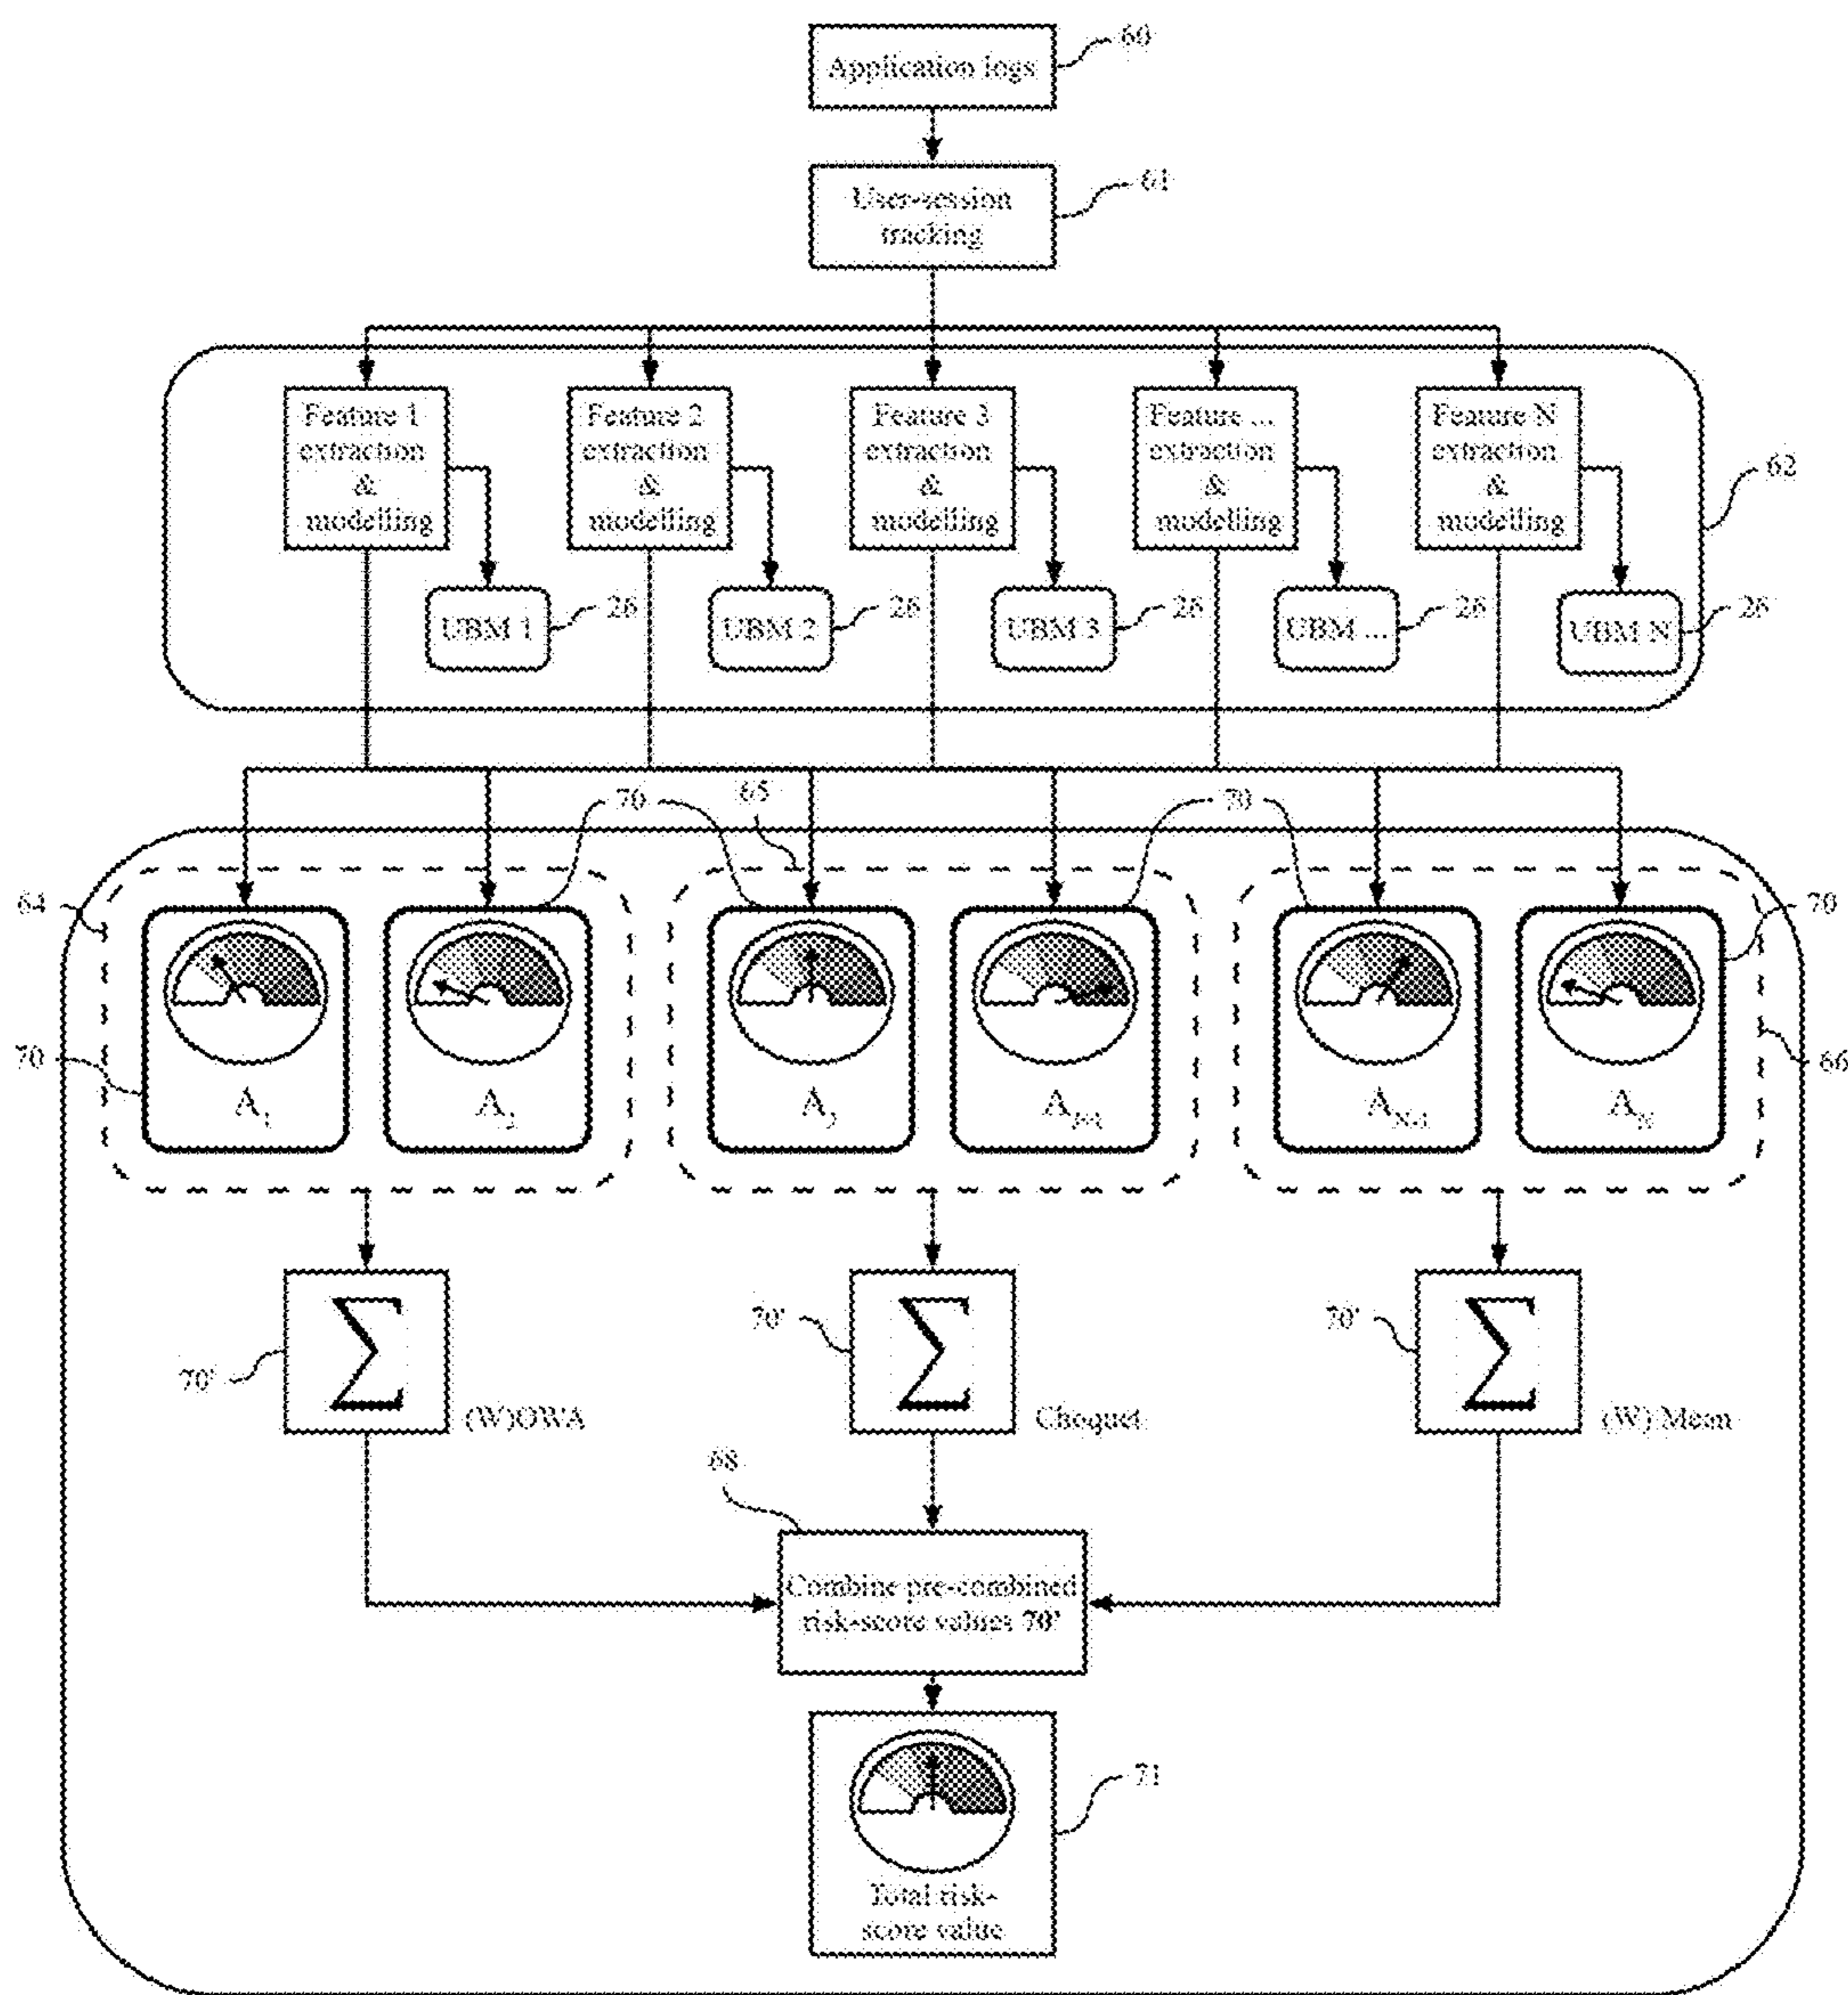 Application logs
60
User-session
tracking
61
Feature 1
extraction
&
modelling
Feature 2
extraction
&
modelling
Feature 3
extraction
&
modelling
Feature ...
extraction
&
modelling
Feature N
extraction
&
modelling
62
UBM 1
26
UBM 2
26
UBM 3
26
UBM ...
26
UBM N
26
65
70
70
64
70
70
66
A1
A2
AN-1
AN
70'
(W)OWA
70'
Choquet
70'
(W) Mean
68
Combine pre-combined
risk-score values 70'
71
Total risk-
score value